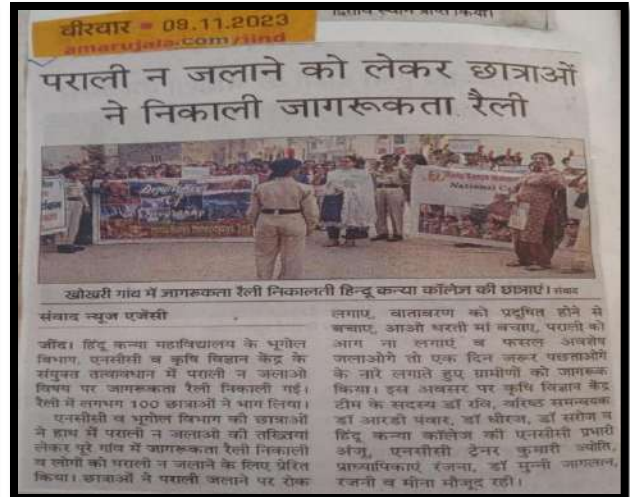 द्वितीय स्थान प्राप्त किया।
वीरवार = 09.11.2023
amarujala.com/jind
पराली न जलाने को लेकर छात्राओं
ने निकाली जागरूकता रैली
National Ca
खोखरी गांव में जागरूकता रैली निकालती हिन्दू कन्या कॉलेज की छात्राएं। संवाद
संवाद न्यूज एजेंसी
जींद। हिंदू कन्या महाविद्यालय के भूगोल
विभाग, एनसीसी व कृषि विज्ञान केंद्र के
संयुक्त तत्वावधान में पराली न जलाओ
विषय पर जागरूकता रैली निकाली गई।
रैली में लगभग 100 छात्राओं ने भाग लिया।
एनसीसी व भूगोल विभाग की छात्राओं
ने हाथ में पराली न जलाओ की तख्तियां
लेकर पूरे गांव में जागरूकता रैली निकाली
व लोगों को पराली न जलाने के लिए प्रेरित
किया। छात्राओं ने पराली जलाने पर रोक
लगाए, वातावरण को प्रदूषित होने से
बचाए, आओ धरती मां बचाए, पराली को
आग ना लगाएं व फसल अवशेष
जलाओगे तो एक दिन जरूर पछताओगे
के नारे लगाते हुए ग्रामीणों को जागरूक
किया। इस अवसर पर कृषि विज्ञान केंद्र
टीम के सदस्य डॉ रवि, वरिष्ठ समन्वयक
डॉ आरडी पंवार, डॉ धीरज, डॉ सरोज व
हिंदू कन्या कॉलेज की एनसीसी प्रभारी
अंजू, एनसीसी ट्रेनर कुमारी ज्योति,
प्राध्यापिकाएं रंजना, डॉ मुन्नी जागलान,
रजनी व मीना मौजूद रही।